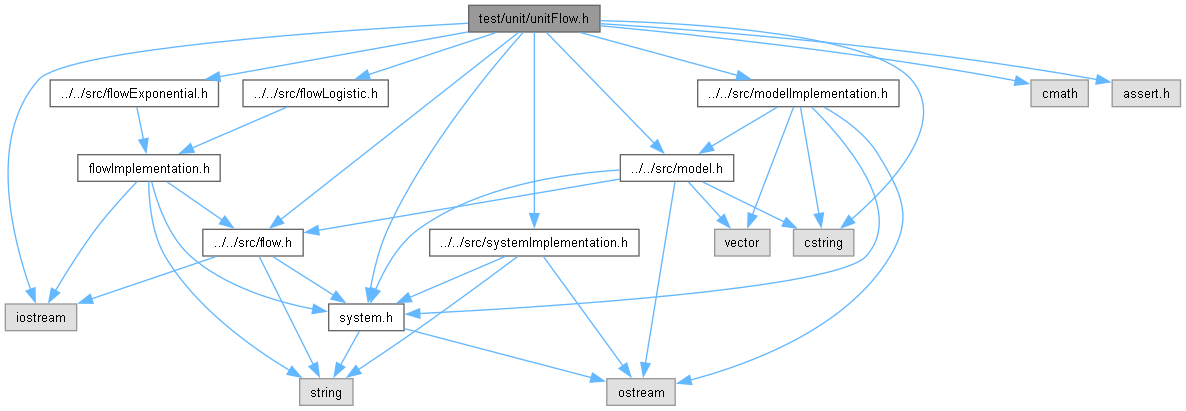 test/unit/unitFlow.h
../../src/flowExponential.h
../../src/flowLogistic.h
../../src/modelImplementation.h
cmath
assert.h
flowImplementation.h
../../src/model.h
../../src/flow.h
../../src/systemImplementation.h
vector
cstring
iostream
system.h
string
ostream